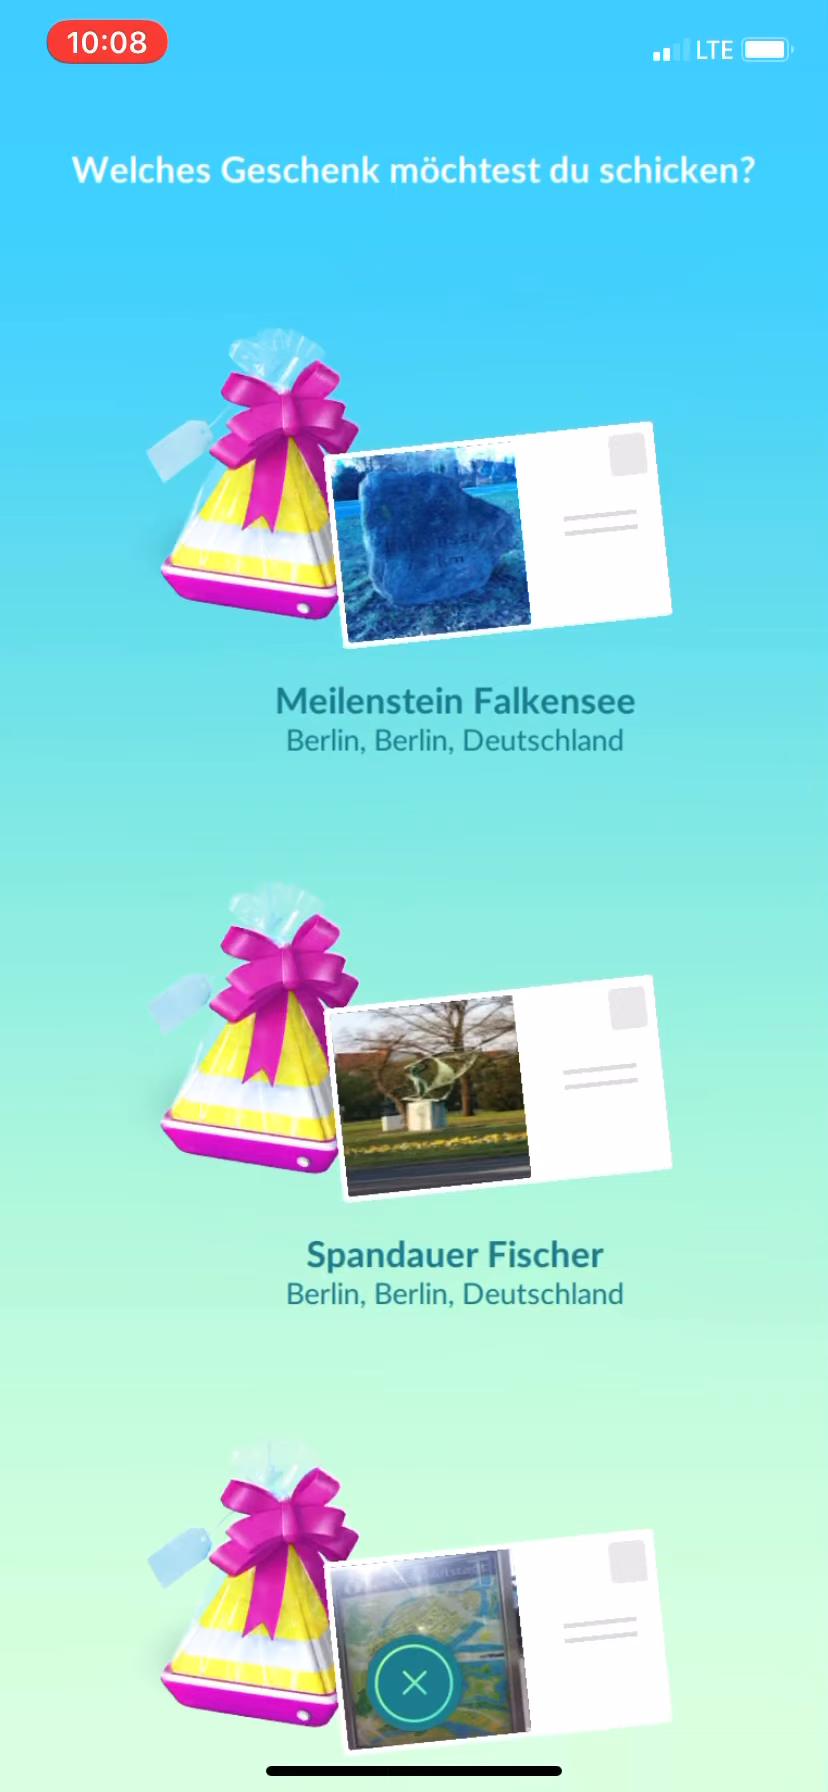 10:08
LTE
Welches Geschenk möchtest du schicken?
Meilenstein Falkensee
Berlin, Berlin, Deutschland
Spandauer Fischer
Berlin, Berlin, Deutschland